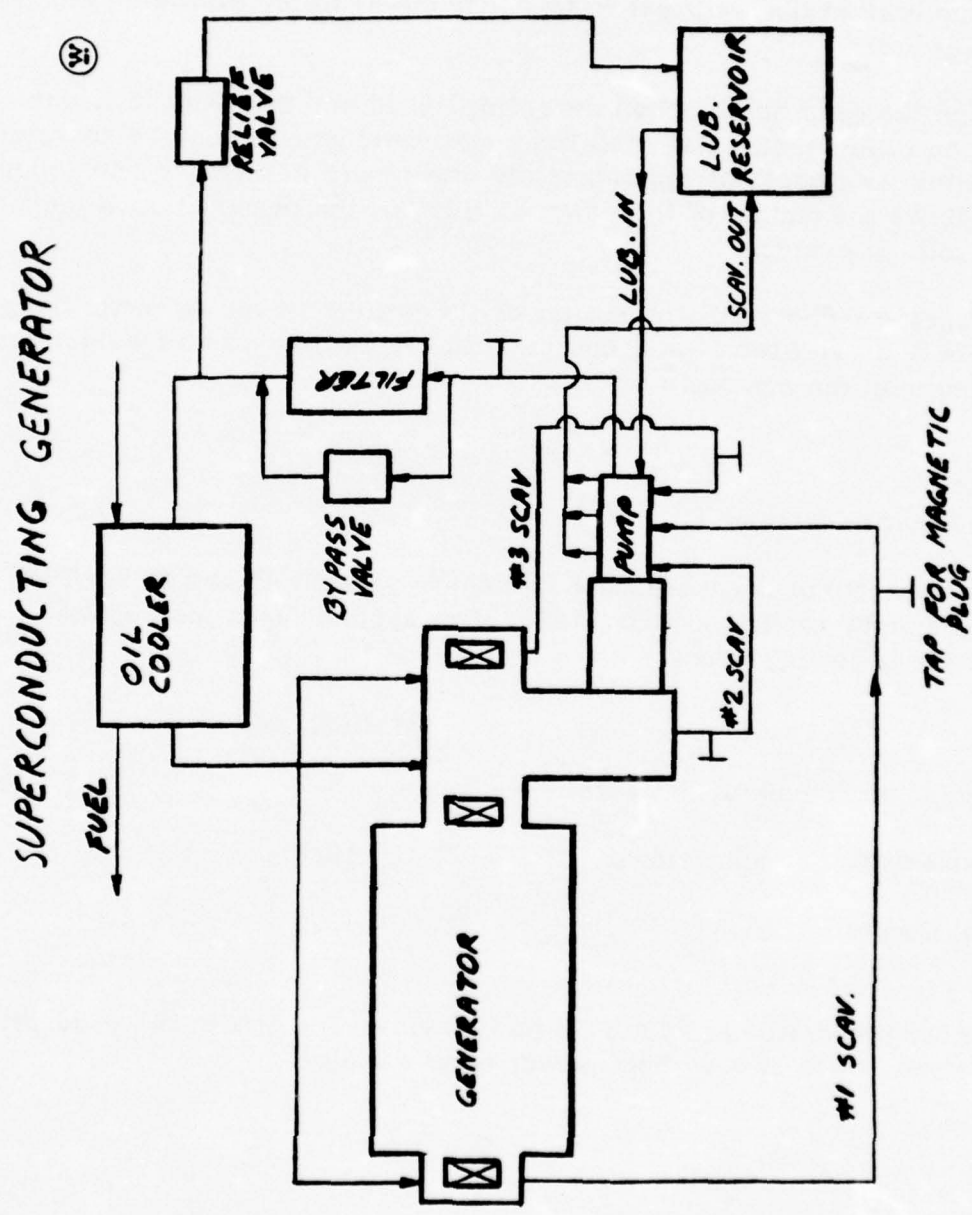 SUPERCONDUCTING GENERATOR
W
FUEL
OIL
COOLER
RELIEF
VALVE
BYPASS
VALVE
FILTER
LUB.
RESERVOIR
LUB. IN
SCAV. OUT
#3 SCAV
PUMP
#2 SCAV
GENERATOR
#1 SCAV.
TAP FOR MAGNETIC
PLUG